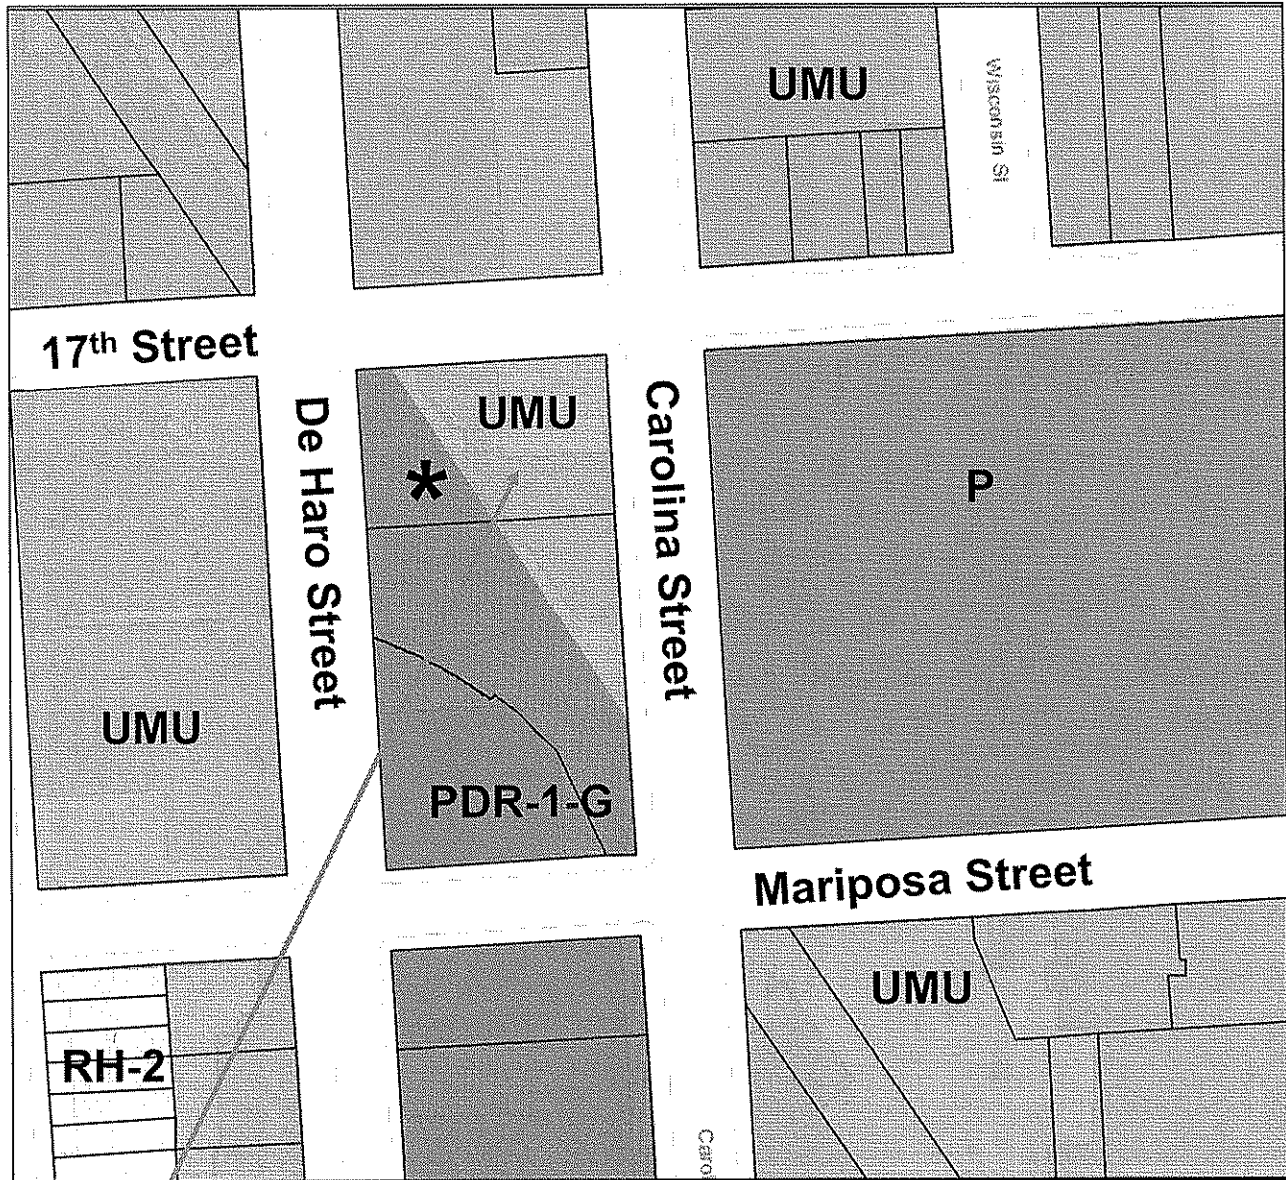 UMU
Wisconsin St
17th Street
De Haro Street
UMU
*
Carolina Street
P
UMU
PDR-1-G
Mariposa Street
UMU
RH-2
Caro